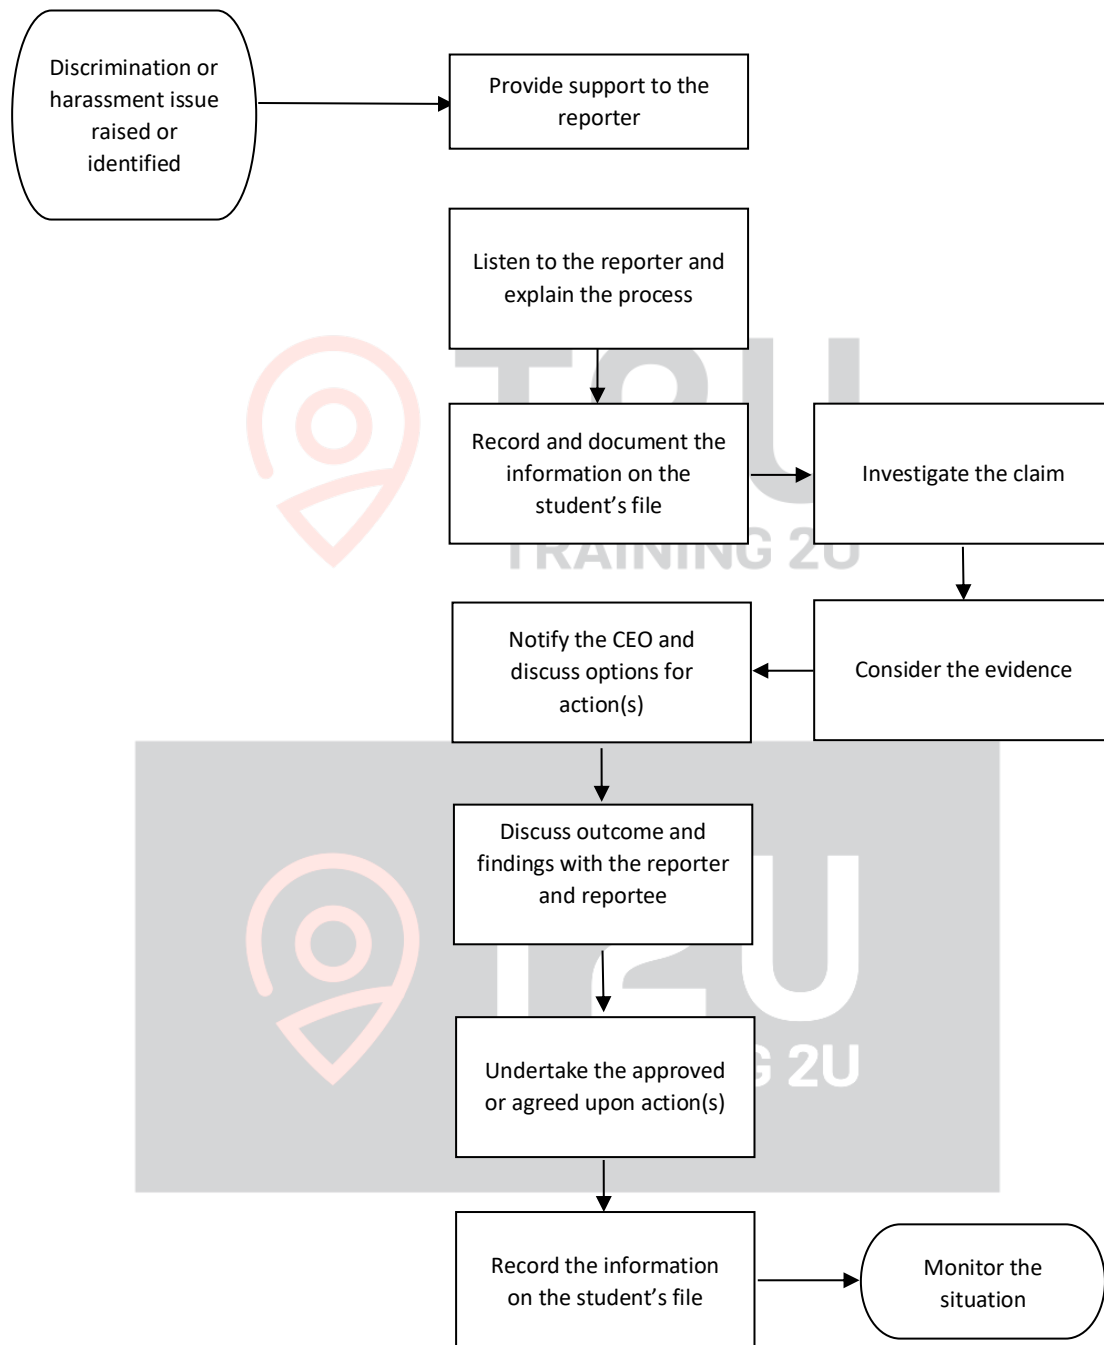 Discrimination or
harassment issue
raised or
identified
Provide support to the
reporter
Listen to the reporter and
explain the process
Record and document the
information on the
student’s file
Investigate the claim
TRAINING 2U
Notify the CEO and
discuss options for
action(s)
Consider the evidence
Discuss outcome and
findings with the reporter
and reportee
Undertake the approved
or agreed upon action(s)
Record the information
on the student’s file
Monitor the
situation